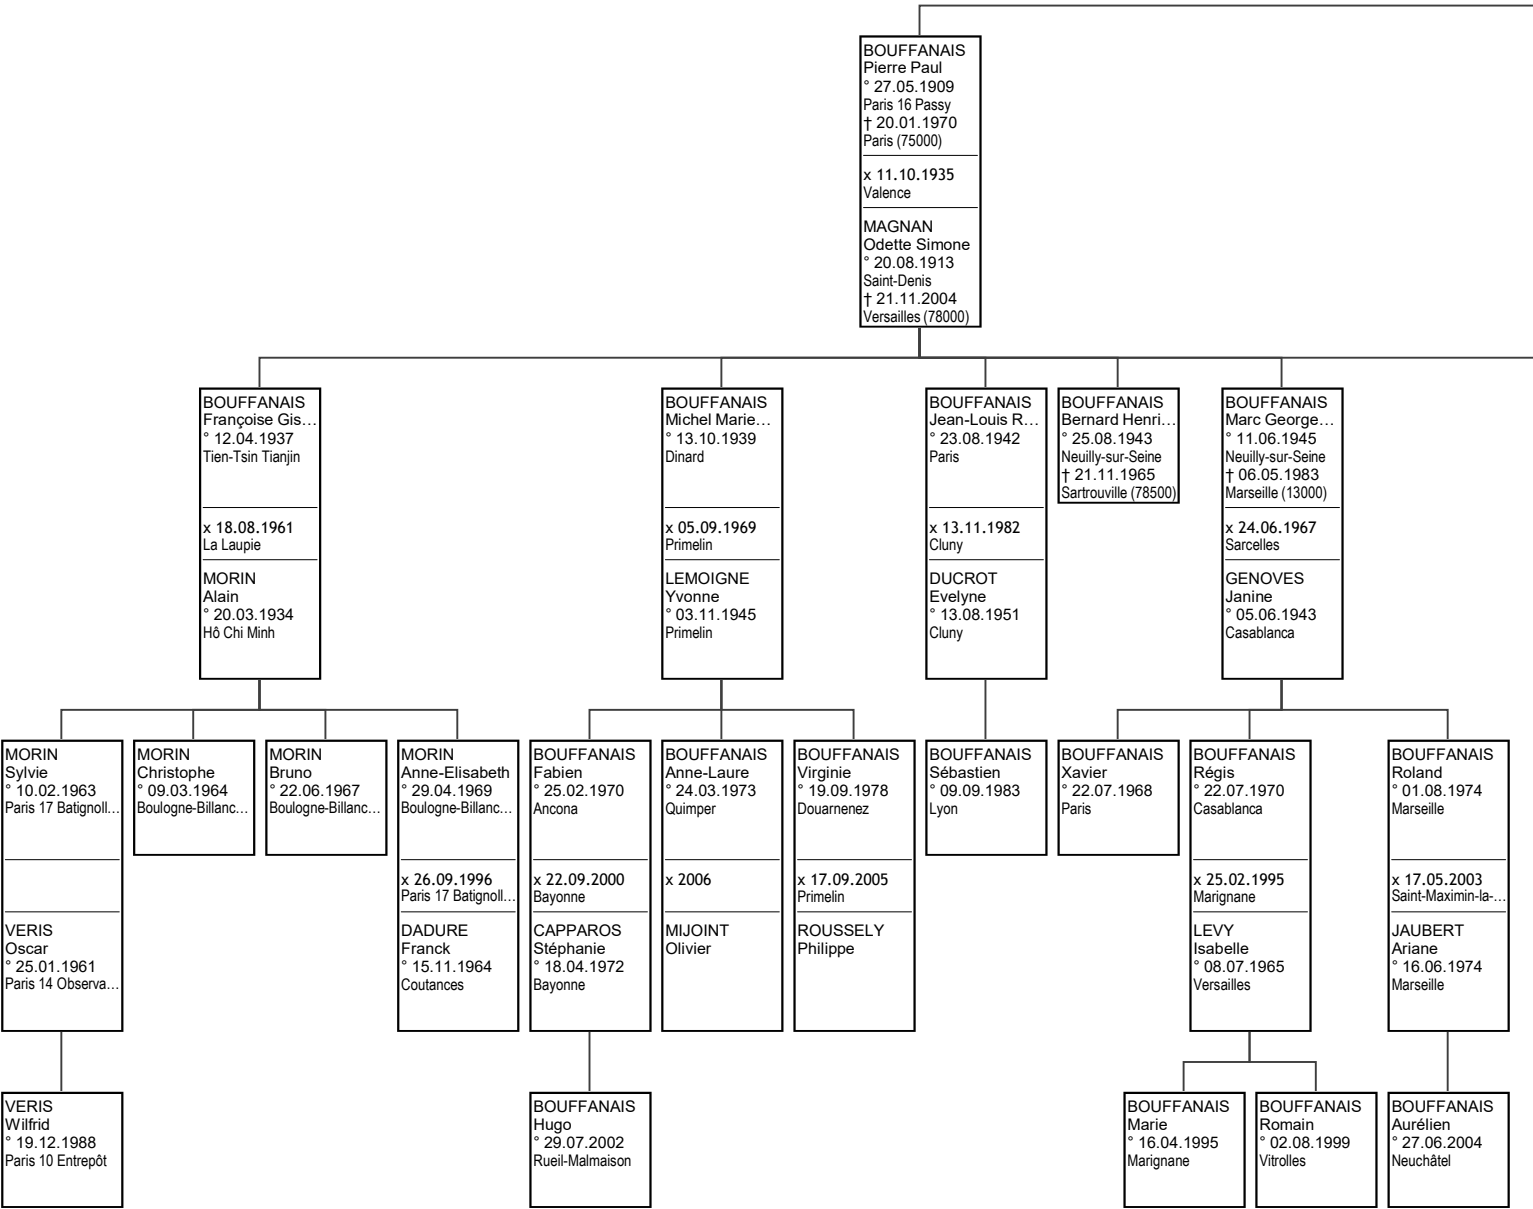 BOUFFANAIS
Pierre Paul
° 27.05.1909
Paris 16 Passy
† 20.01.1970
Paris (75000)
x 11.10.1935
Valence
MAGNAN
Odette Simone
° 20.08.1913
Saint-Denis
† 21.11.2004
Versailles (78000)
BOUFFANAIS
Françoise Gis...
° 12.04.1937
Tien-Tsin Tianjin
x 18.08.1961
La Laupie
MORIN
Alain
° 20.03.1934
Hô Chi Minh
BOUFFANAIS
Michel Marie...
° 13.10.1939
Dinard
x 05.09.1969
Primelin
LEMOIGNE
Yvonne
° 03.11.1945
Primelin
BOUFFANAIS
Jean-Louis R...
° 23.08.1942
Paris
x 13.11.1982
Cluny
DUCROT
Evelyne
° 13.08.1951
Cluny
BOUFFANAIS
Bernard Henri...
° 25.08.1943
Neuilly-sur-Seine
† 21.11.1965
Sartrouville (78500)
BOUFFANAIS
Marc George...
° 11.06.1945
Neuilly-sur-Seine
† 06.05.1983
Marseille (13000)
x 24.06.1967
Sarcelles
GENOVES
Janine
° 05.06.1943
Casablanca
MORIN
Sylvie
° 10.02.1963
Paris 17 Batignoll...
VERIS
Oscar
° 25.01.1961
Paris 14 Observa...
MORIN
Christophe
° 09.03.1964
Boulogne-Billanc...
MORIN
Bruno
° 22.06.1967
Boulogne-Billanc...
MORIN
Anne-Elisabeth
° 29.04.1969
Boulogne-Billanc...
x 26.09.1996
Paris 17 Batignoll...
DADURE
Franck
° 15.11.1964
Coutances
BOUFFANAIS
Fabien
° 25.02.1970
Ancona
x 22.09.2000
Bayonne
CAPPAROS
Stéphanie
° 18.04.1972
Bayonne
BOUFFANAIS
Anne-Laure
° 24.03.1973
Quimper
x 2006
MIJOINT
Olivier
BOUFFANAIS
Virginie
° 19.09.1978
Douarnenez
x 17.09.2005
Primelin
ROUSSELY
Philippe
BOUFFANAIS
Sébastien
° 09.09.1983
Lyon
BOUFFANAIS
Xavier
° 22.07.1968
Paris
BOUFFANAIS
Régis
° 22.07.1970
Casablanca
x 25.02.1995
Marignane
LEVY
Isabelle
° 08.07.1965
Versailles
BOUFFANAIS
Roland
° 01.08.1974
Marseille
x 17.05.2003
Saint-Maximin-la-...
JAUBERT
Ariane
° 16.06.1974
Marseille
VERIS
Wilfrid
° 19.12.1988
Paris 10 Entrepôt
BOUFFANAIS
Hugo
° 29.07.2002
Rueil-Malmaison
BOUFFANAIS
Marie
° 16.04.1995
Marignane
BOUFFANAIS
Romain
° 02.08.1999
Vitrolles
BOUFFANAIS
Aurélien
° 27.06.2004
Neuchâtel